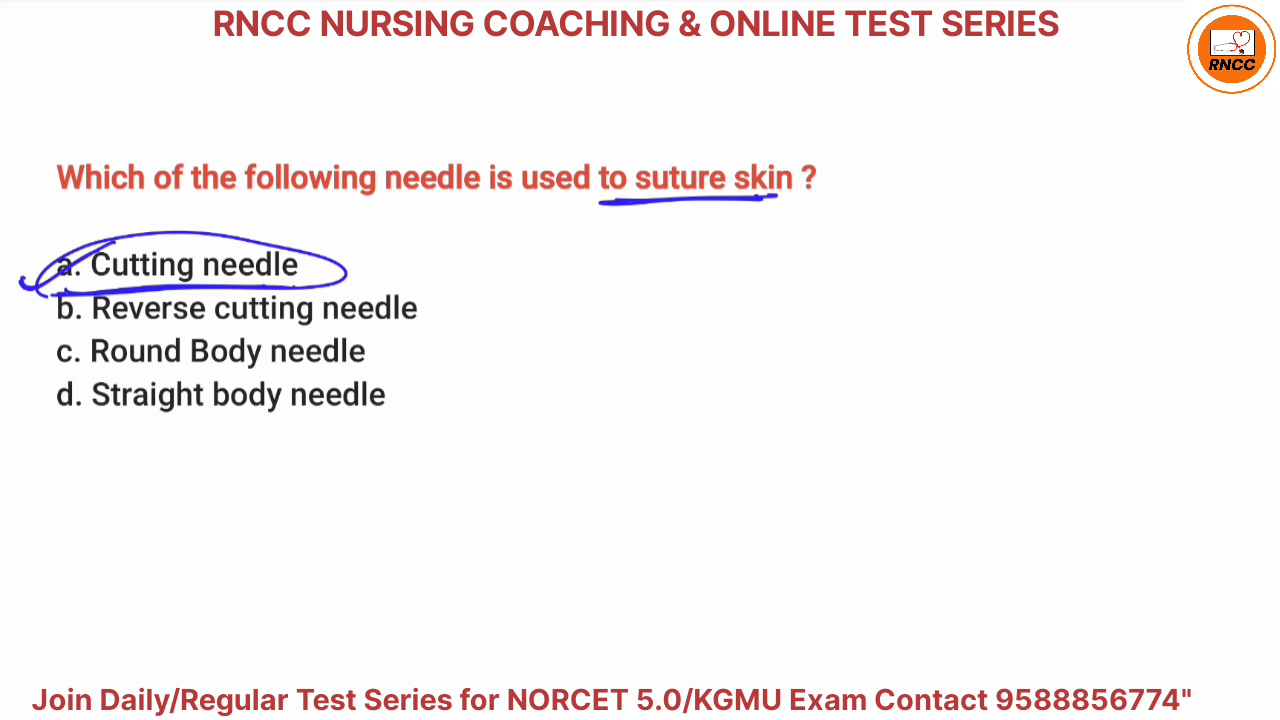 RNCC NURSING COACHING & ONLINE TEST SERIES
RNCC
Which of the following needle is used to suture skin ?
a. Cutting needle
b. Reverse cutting needle
c. Round Body needle
d. Straight body needle
Join Daily/Regular Test Series for NORCET 5.0/KGMU Exam Contact 9588856774"